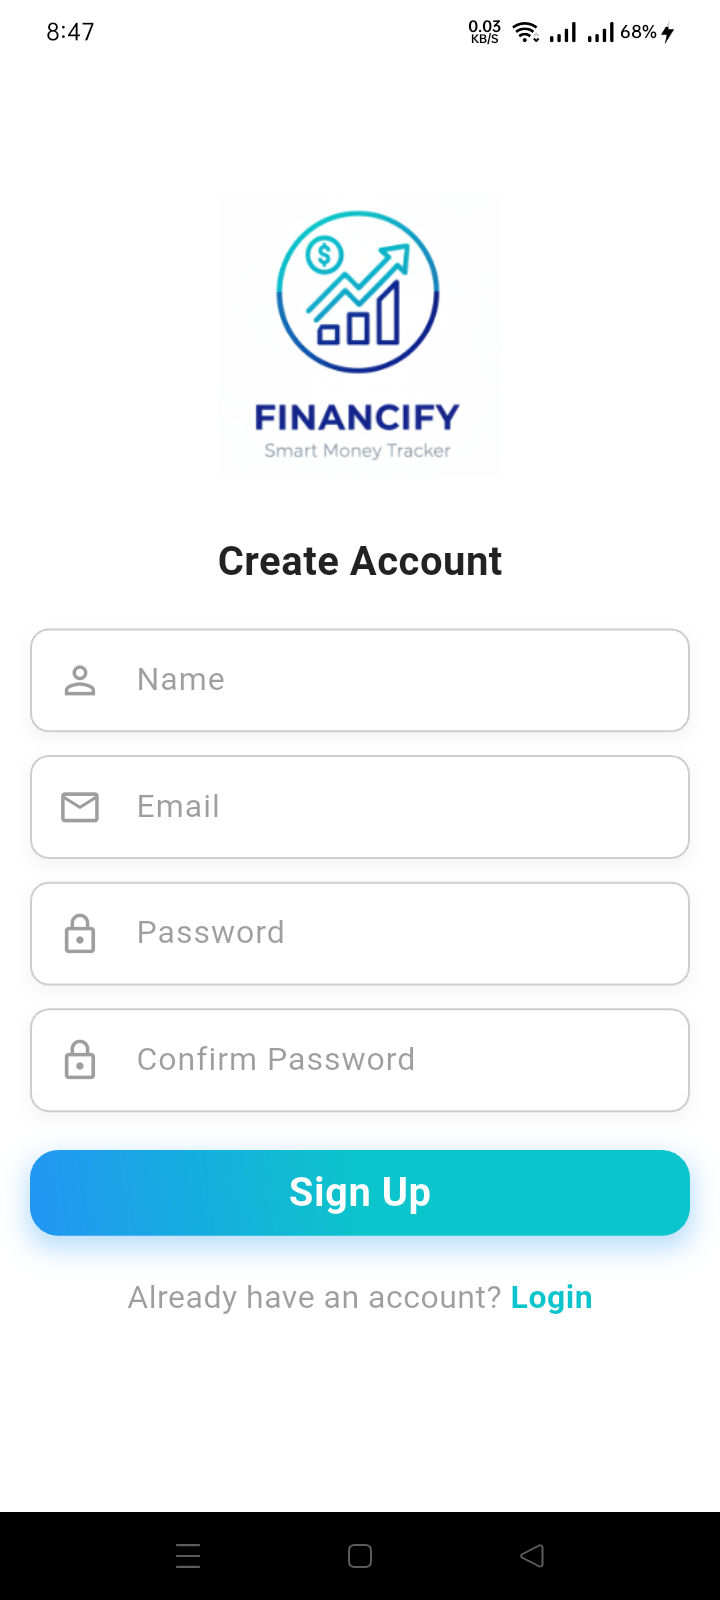 8:47
0.03
KB/S
68%
$
FINANCIFY
Smart Money Tracker
Create Account
Name
Email
Password
Confirm Password
Sign Up
Already have an account? Login